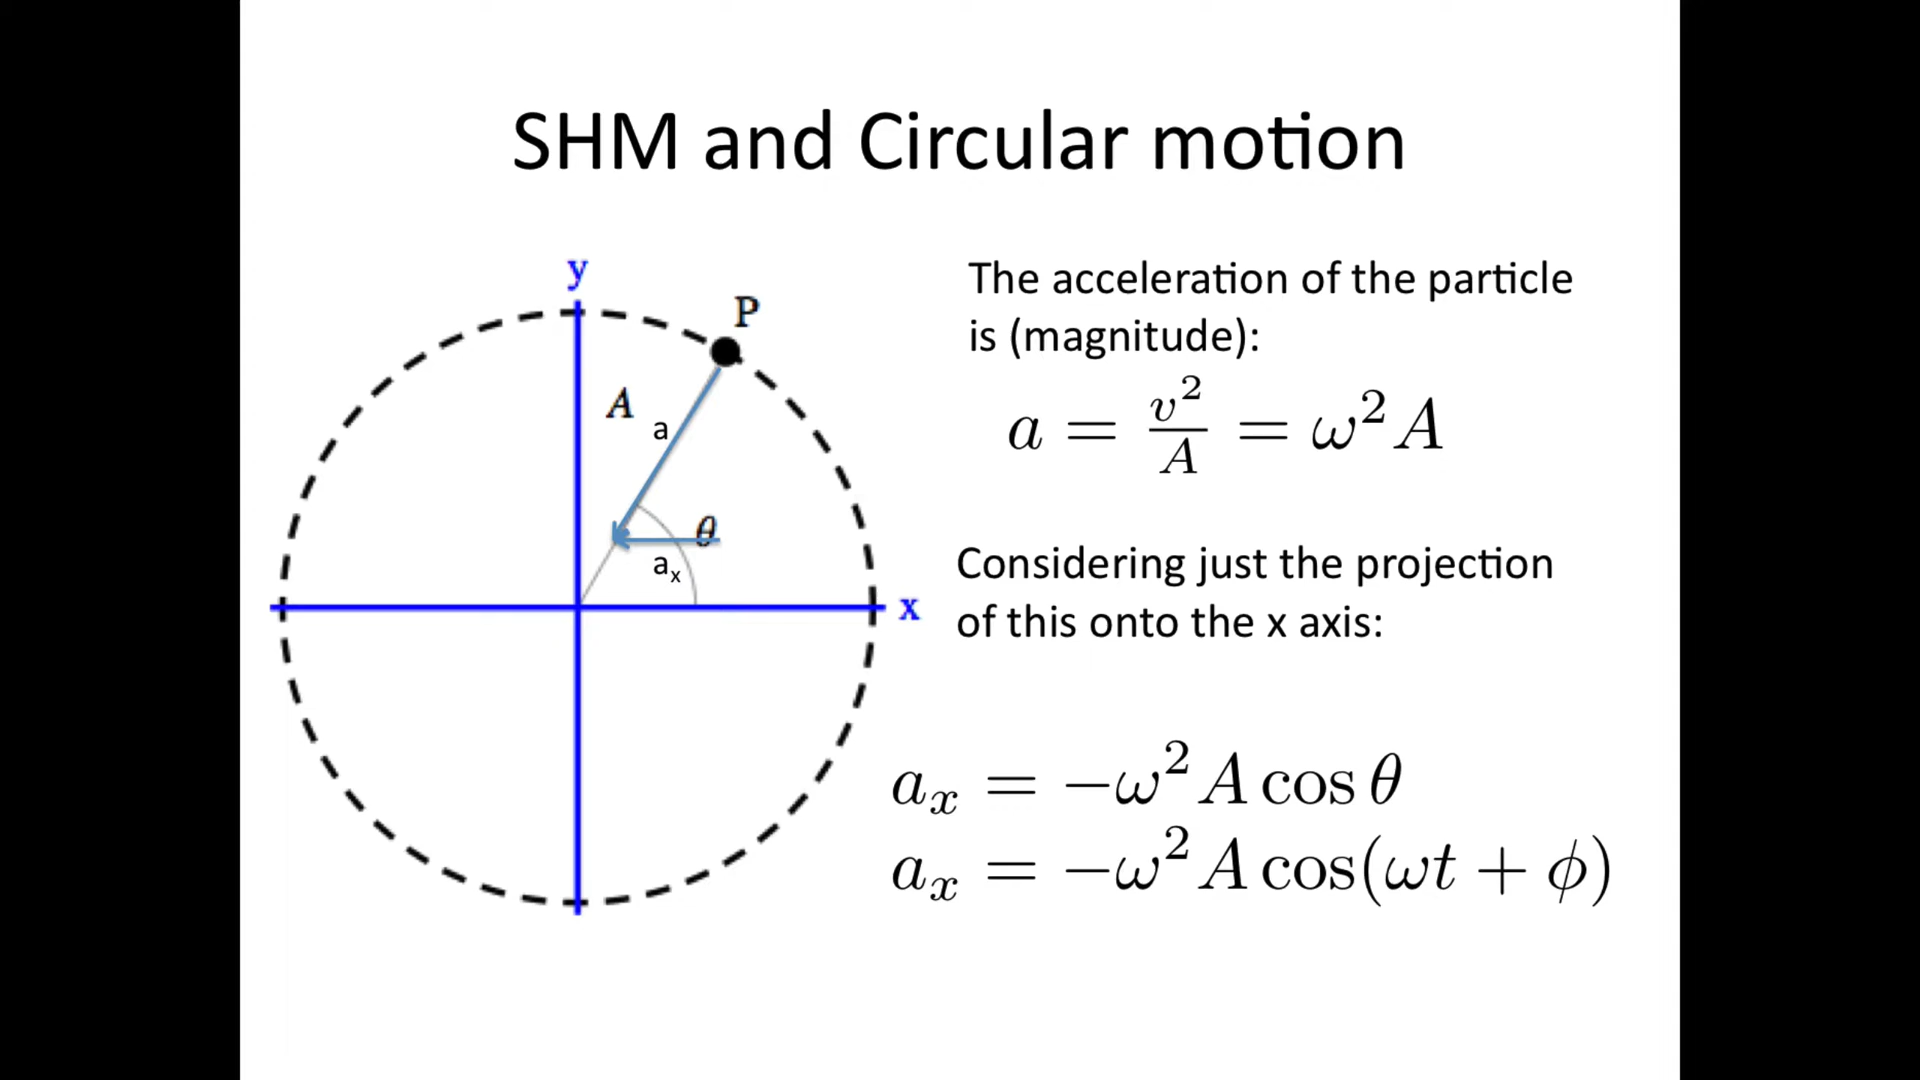 SHM and Circular motion
y
P
A
a
θ
aₓ
x
The acceleration of the particle
is (magnitude):
a = v²/A = ω²A
Considering just the projection
of this onto the x axis:
aₓ = −ω²A cos θ
aₓ = −ω²A cos(ωt + ϕ)